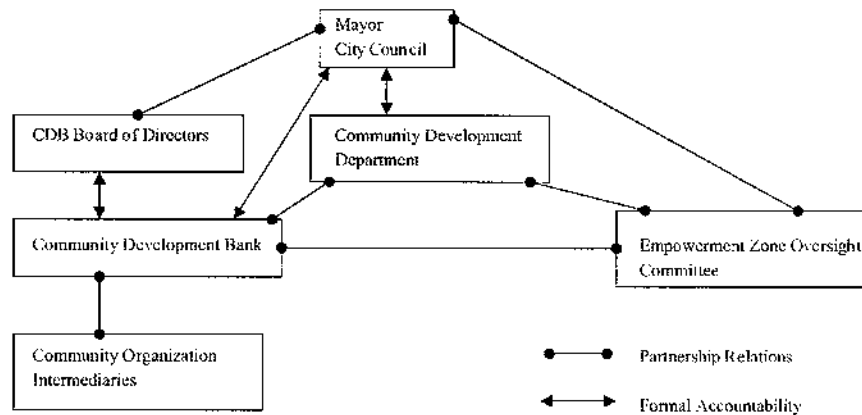 Mayor
City Council
CDB Board of Directors
Community Development
Department
Community Development Bank
Empowerment Zone Oversight
Committee
Community Organization
Intermediaries
Partnership Relations
Formal Accountability